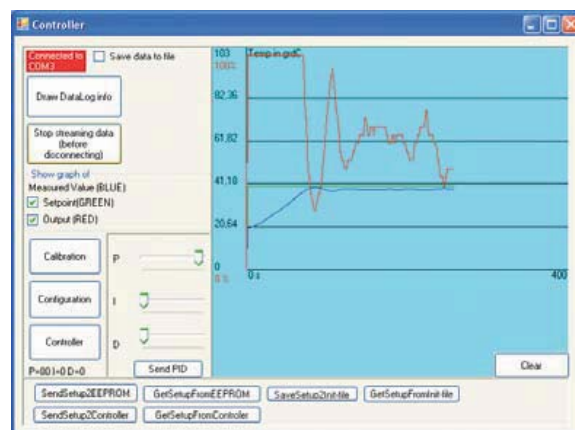 Controller
Connected to
COM3
Save data to file
Draw DataLog info
Stop streaming data
(before
disconnecting)
Show graph of
Measured Value (BLUE)
Setpoint(GREEN)
Output (RED)
Calibration
Configuration
Controller
P
I
D
P=00 I=0 D=0
Send PID
103
100%
Temp in grdC
82,36
61,82
41,18
20,64
0
0 %
0 s
400
Clear
SendSetup2EEPROM
GetSetupFromEEPROM
SaveSetup2Init-file
GetSetupFromInit-file
SendSetup2Controller
GetSetupFromControler